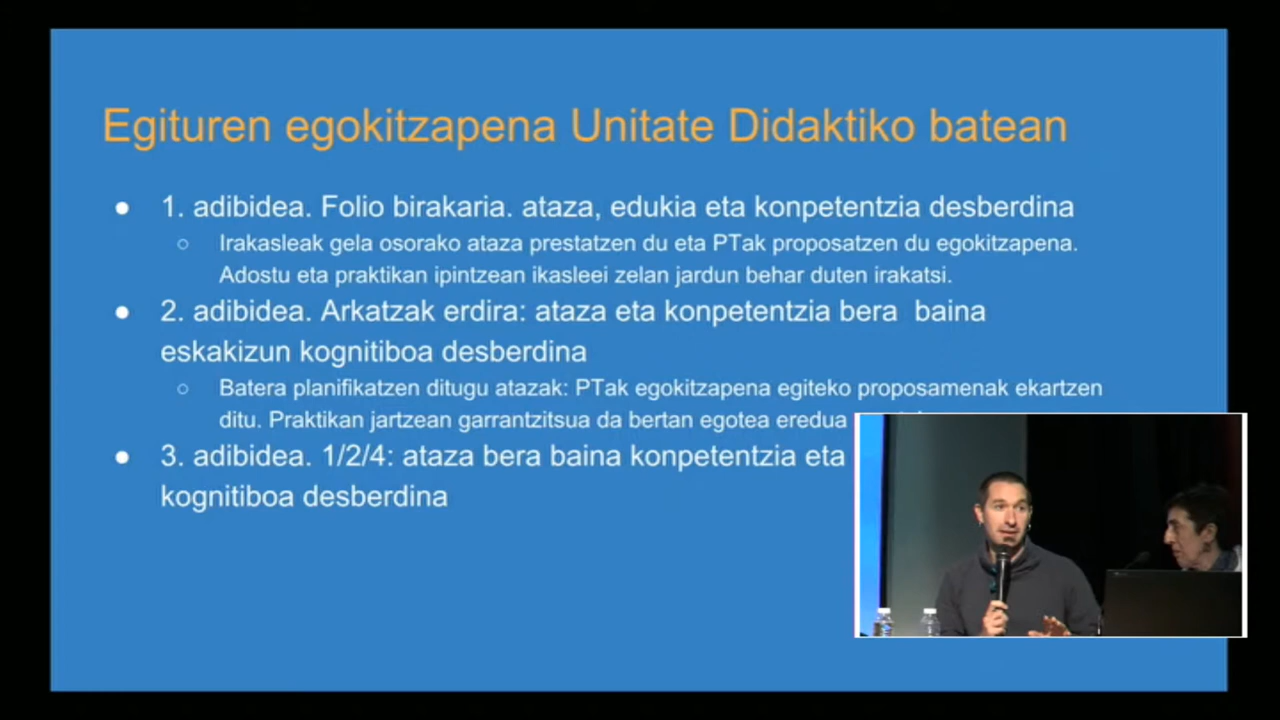 Egituren egokitzapena Unitate Didaktiko batean
● 1. adibidea. Folio birakaria. ataza, edukia eta konpetentzia desberdina
○ Irakasleak gela osorako ataza prestatzen du eta PTak proposatzen du egokitzapena.
Adostu eta praktikan ipintzean ikasleei zelan jardun behar duten irakatsi.
● 2. adibidea. Arkatzak erdira: ataza eta konpetentzia bera baina
eskakizun kognitiboa desberdina
○ Batera planifikatzen ditugu atazak: PTak egokitzapena egiteko proposamenak ekartzen
ditu. Praktikan jartzean garrantzitsua da bertan egotea eredua
● 3. adibidea. 1/2/4: ataza bera baina konpetentzia eta
kognitiboa desberdina